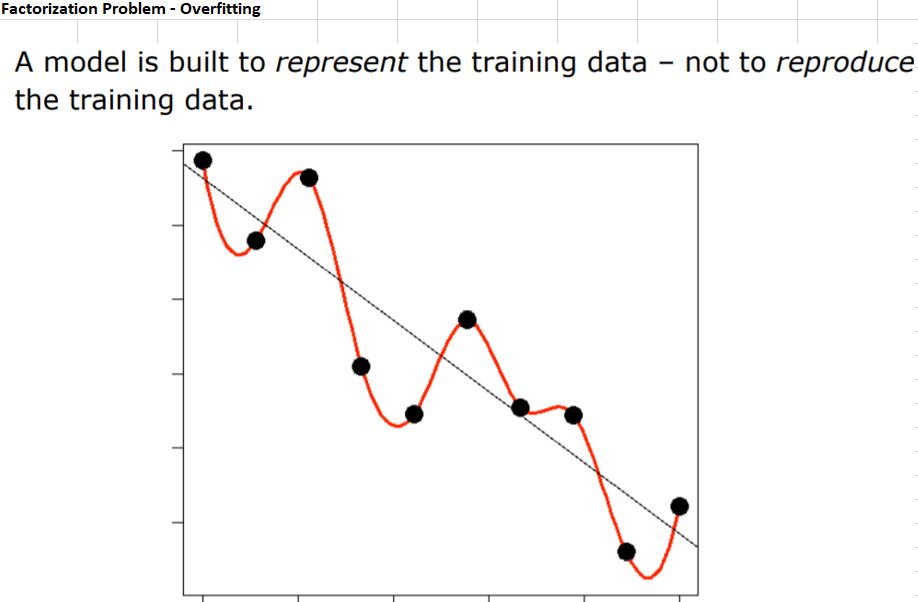 Factorization Problem - Overfitting
A model is built to represent the training data – not to reproduce
the training data.